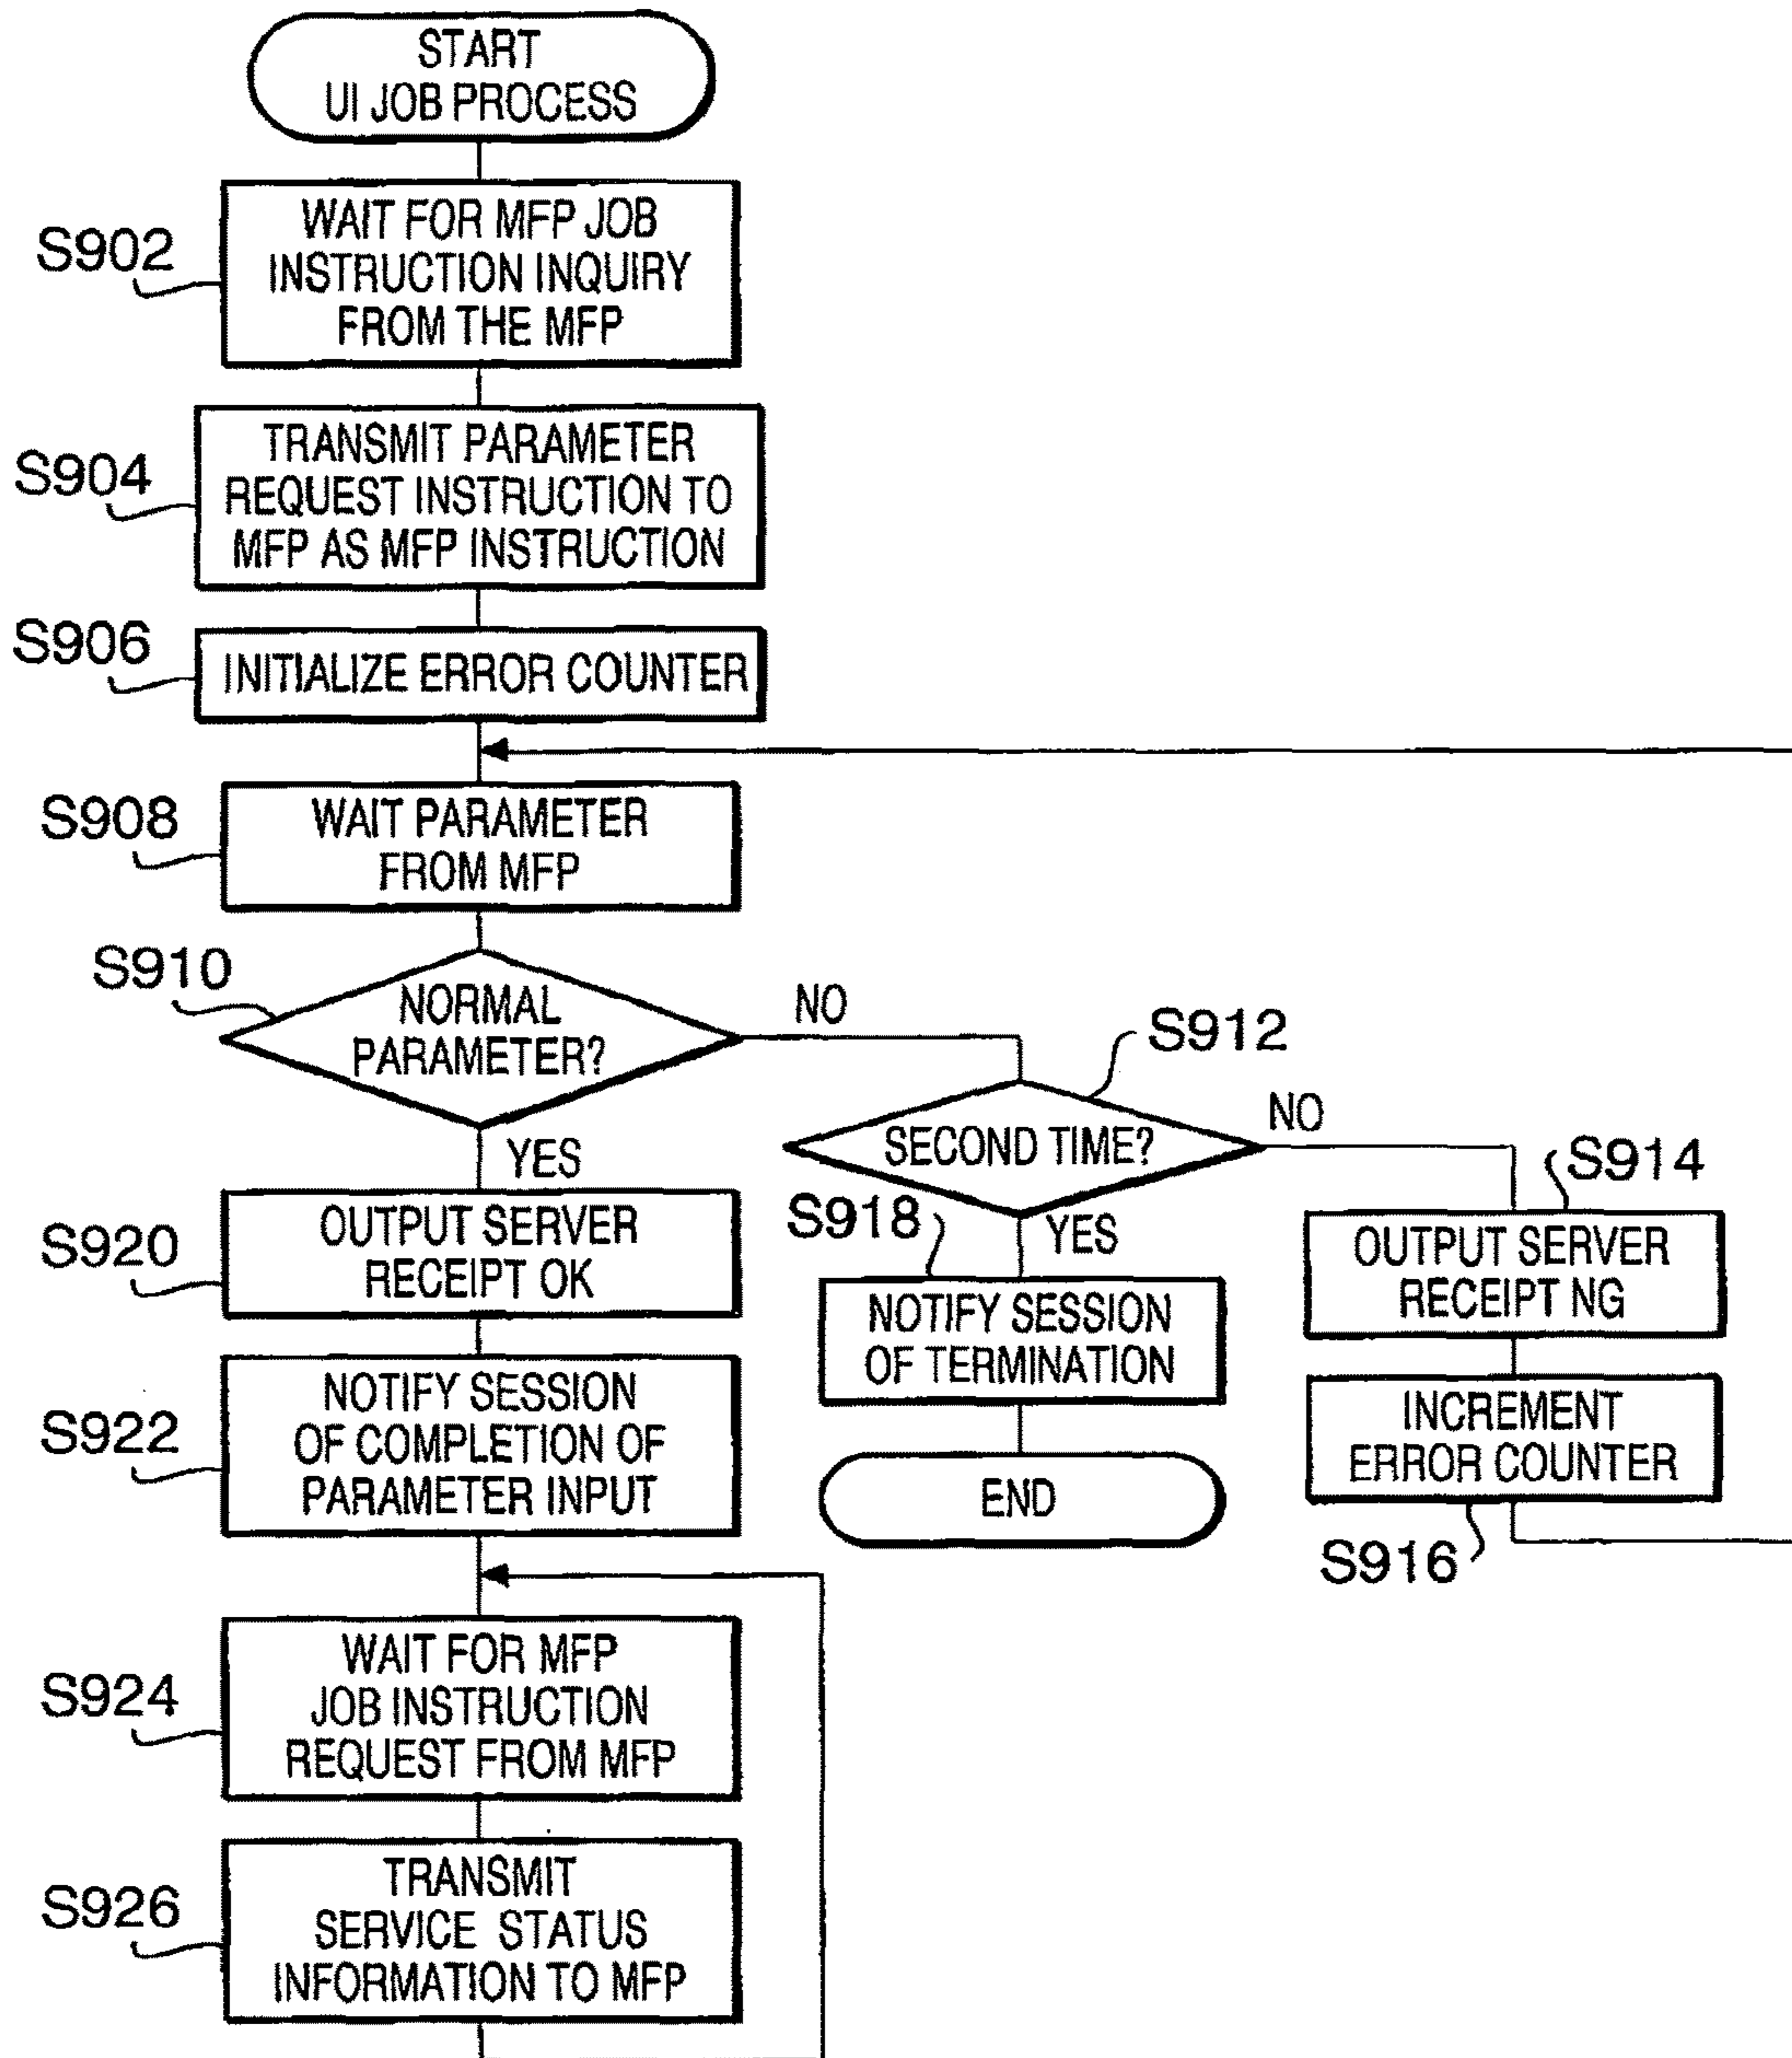 START
UI JOB PROCESS
S902
WAIT FOR MFP JOB
INSTRUCTION INQUIRY
FROM THE MFP
S904
TRANSMIT PARAMETER
REQUEST INSTRUCTION TO
MFP AS MFP INSTRUCTION
S906
INITIALIZE ERROR COUNTER
S908
WAIT PARAMETER
FROM MFP
S910
NORMAL
PARAMETER?
NO
YES
S912
SECOND TIME?
NO
YES
S914
OUTPUT SERVER
RECEIPT NG
INCREMENT
ERROR COUNTER
S916
S918
NOTIFY SESSION
OF TERMINATION
END
S920
OUTPUT SERVER
RECEIPT OK
S922
NOTIFY SESSION
OF COMPLETION OF
PARAMETER INPUT
S924
WAIT FOR MFP
JOB INSTRUCTION
REQUEST FROM MFP
S926
TRANSMIT
SERVICE STATUS
INFORMATION TO MFP